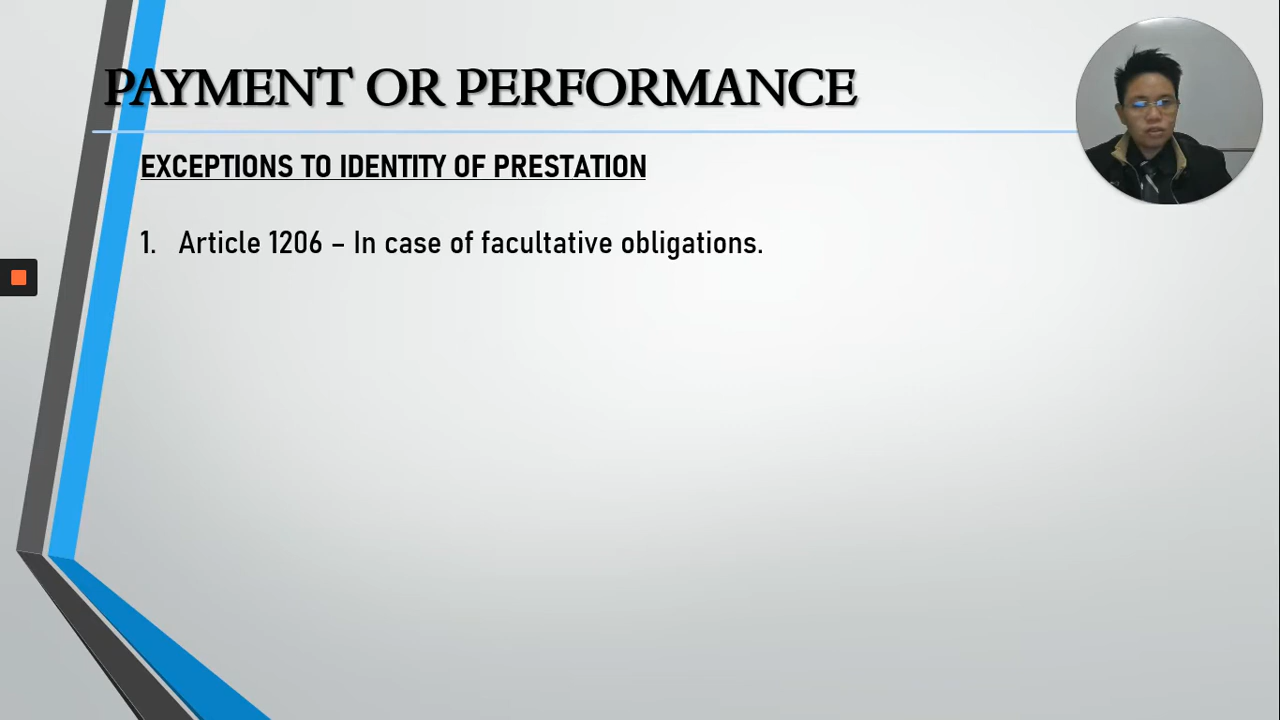 PAYMENT OR PERFORMANCE
EXCEPTIONS TO IDENTITY OF PRESTATION
1. Article 1206 – In case of facultative obligations.